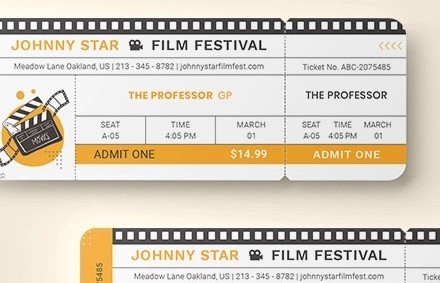 JOHNNY STAR FILM FESTIVAL
Meadow Lane Oakland, US | 213 - 345 - 8782 | johnnystarfilmfest.com
Ticket No. ABC-2075485
THE PROFESSOR GP
THE PROFESSOR
SEAT TIME MARCH
A-05 4:05 PM 01
SEAT TIME MARCH
A-05 4:05 PM 01
ADMIT ONE $14.99
ADMIT ONE
MOVIES
JOHNNY STAR FILM FESTIVAL
Meadow Lane Oakland, US | 213 - 345 - 8782 | johnnystarfilmfest.com
Ticke
5485